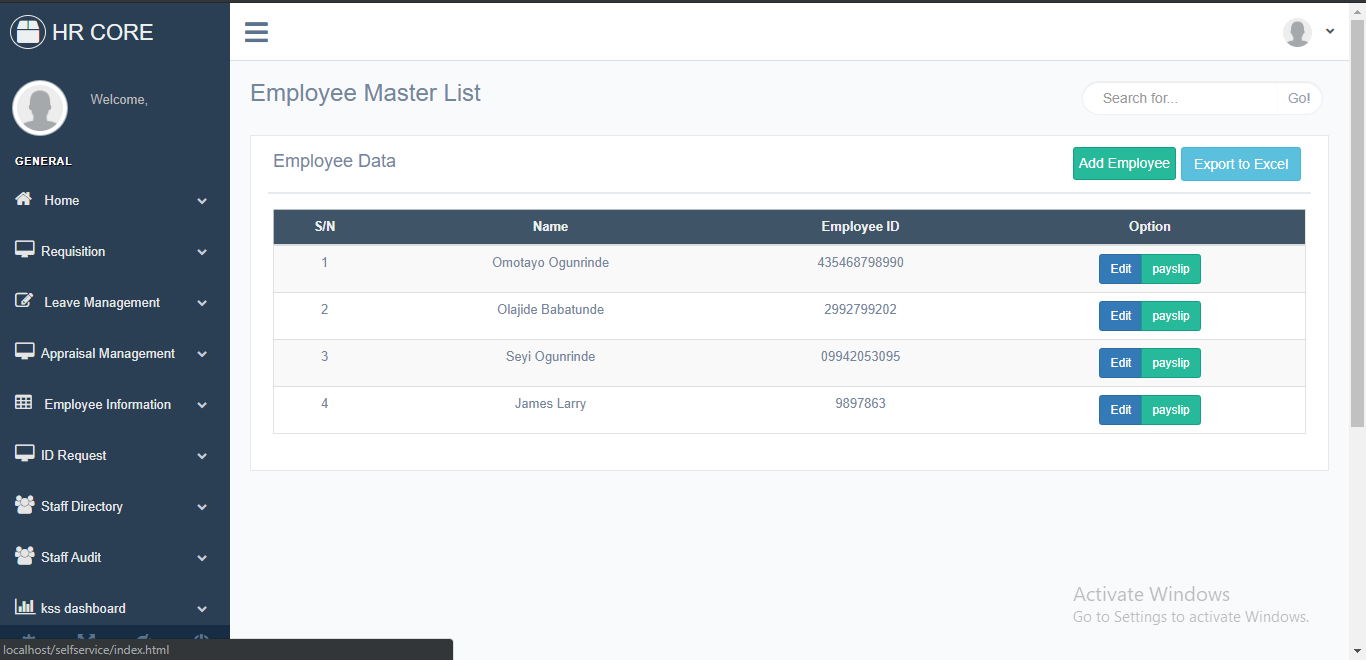 HR CORE
Welcome,
GENERAL
Home
Requisition
Leave Management
Appraisal Management
Employee Information
ID Request
Staff Directory
Staff Audit
kss dashboard
localhost/selfservice/index.html
Employee Master List
Search for... Go!
Employee Data
Add Employee Export to Excel
S/N Name Employee ID Option
1 Omotayo Ogunrinde 435468798990 Edit payslip
2 Olajide Babatunde 2992799202 Edit payslip
3 Seyi Ogunrinde 09942053095 Edit payslip
4 James Larry 9897863 Edit payslip
Activate Windows
Go to Settings to activate Windows.